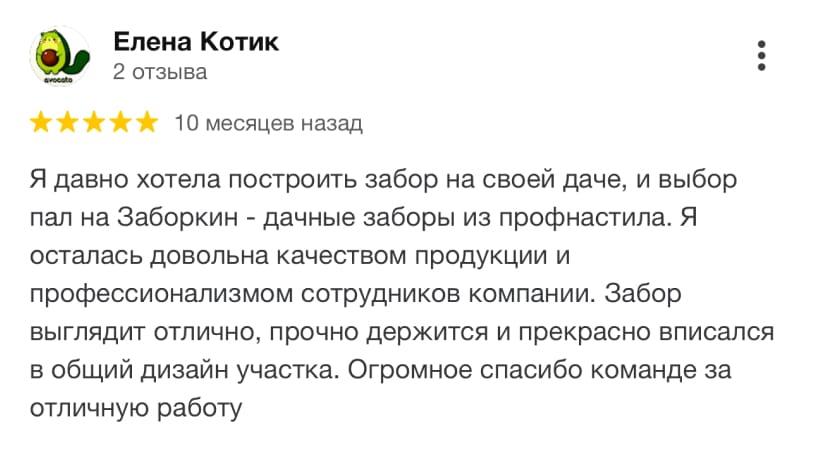 Елена Котик
2 отзыва
avocato
10 месяцев назад
Я давно хотела построить забор на своей даче, и выбор
пал на Заборкин - дачные заборы из профнастила. Я
осталась довольна качеством продукции и
профессионализмом сотрудников компании. Забор
выглядит отлично, прочно держится и прекрасно вписался
в общий дизайн участка. Огромное спасибо команде за
отличную работу